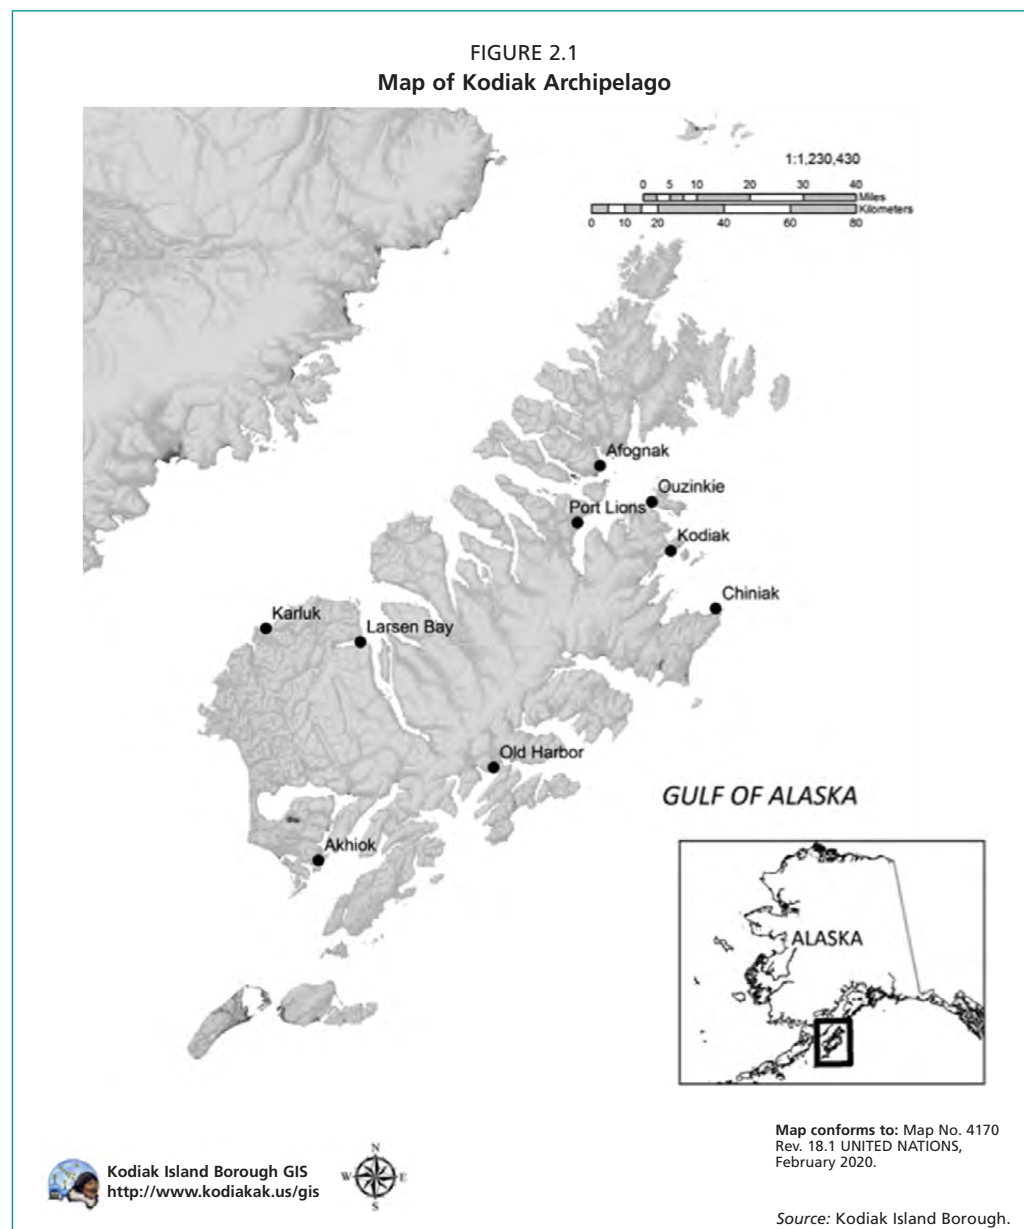 FIGURE 2.1
Map of Kodiak Archipelago
1:1,230,430
0 5 10 20 30 40
Miles
Kilometers
0 10 20 40 60 80
Afognak
Ouzinkie
Port Lions
Kodiak
Chiniak
Karluk
Larsen Bay
Old Harbor
Akhiok
GULF OF ALASKA
ALASKA
Kodiak Island Borough GIS
http://www.kodiakak.us/gis
N
W E
S
Map conforms to: Map No. 4170
Rev. 18.1 UNITED NATIONS,
February 2020.
Source: Kodiak Island Borough.